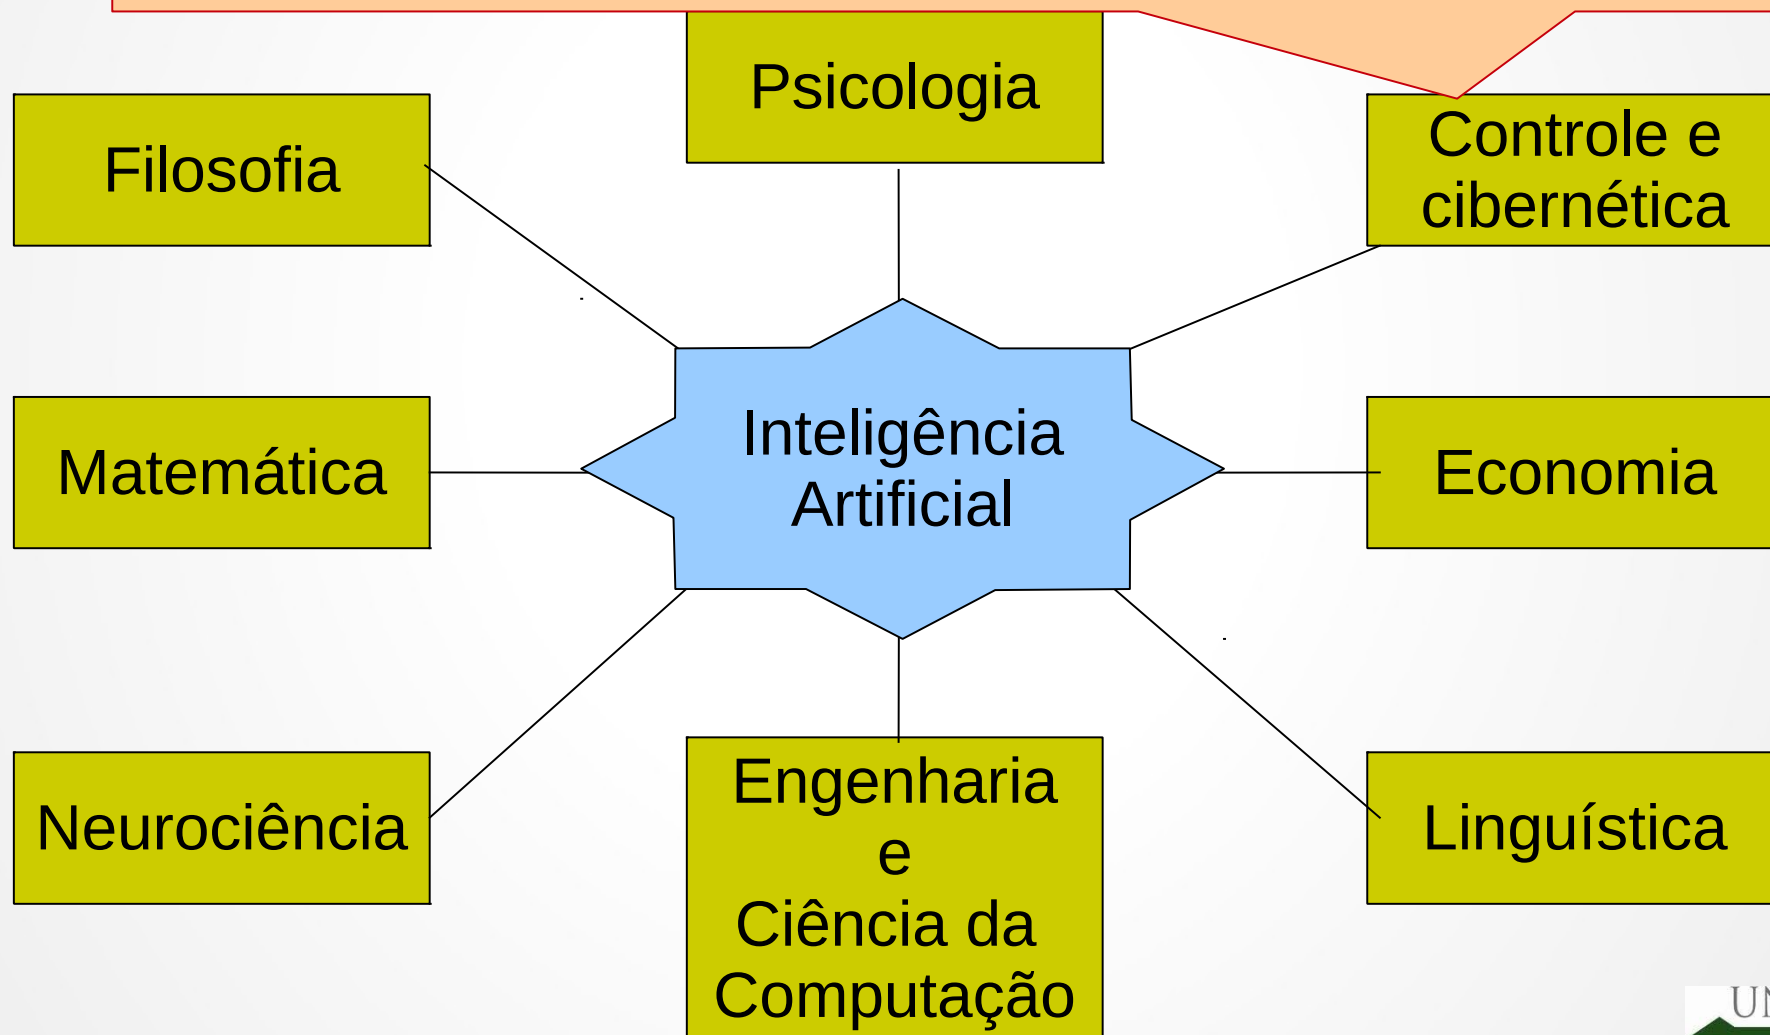 Psicologia
Filosofia
Controle e
cibernética
Inteligência
Artificial
Matemática
Economia
Neurociência
Engenharia
e
Ciência da
Computação
Linguística